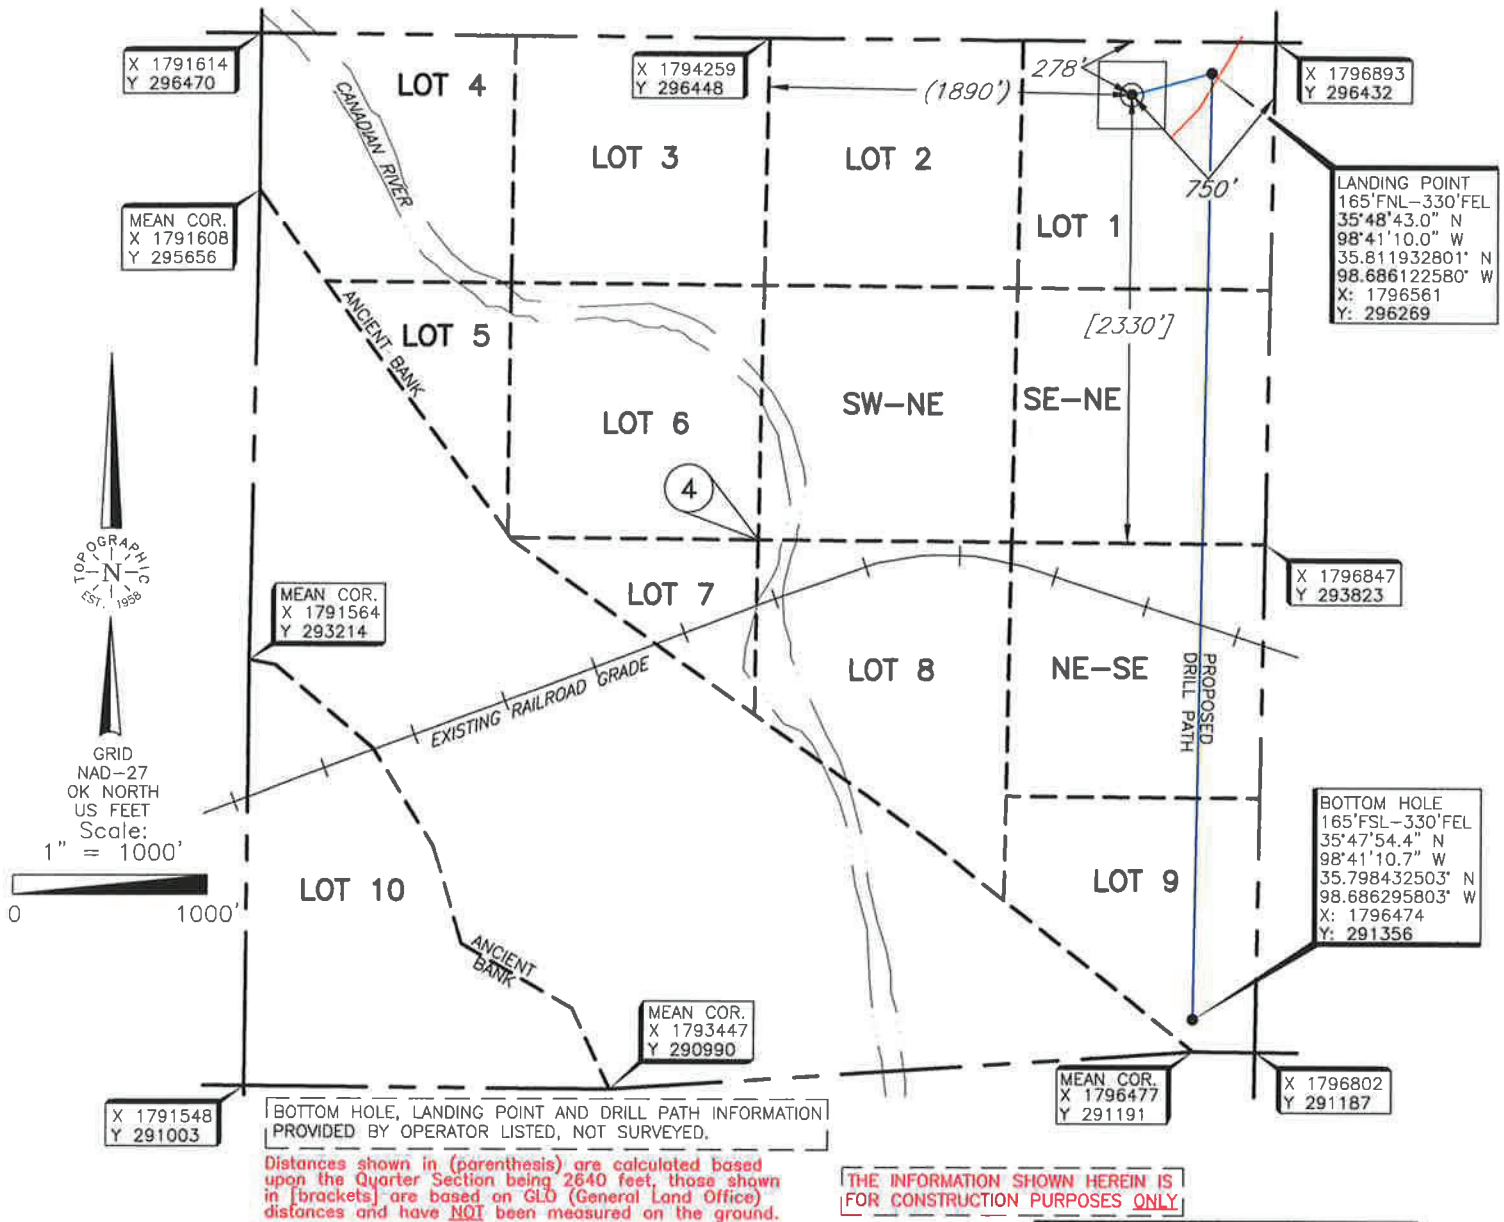 X 1791614
Y 296470
LOT 4
X 1794259
Y 296448
278'
(1890')
X 1796893
Y 296432
CANADIAN RIVER
LOT 3
LOT 2
750'
LOT 1
LANDING POINT
165'FNL-330'FEL
35°48'43.0" N
98°41'10.0" W
35.811932801° N
98.686122580° W
X: 1796561
Y: 296269
MEAN COR.
X 1791608
Y 295656
ANCIENT BANK
LOT 5
[2330']
LOT 6
SW-NE
SE-NE
4
TOPOGRAPHIC
N
EST. 1958
MEAN COR.
X 1791564
Y 293214
LOT 7
X 1796847
Y 293823
EXISTING RAILROAD GRADE
LOT 8
NE-SE
PROPOSED
DRILL PATH
GRID
NAD-27
OK NORTH
US FEET
Scale:
1" = 1000'
0 1000'
LOT 10
ANCIENT
BANK
LOT 9
BOTTOM HOLE
165'FSL-330'FEL
35°47'54.4" N
98°41'10.7" W
35.798432503° N
98.686295803° W
X: 1796474
Y: 291356
MEAN COR.
X 1793447
Y 290990
X 1791548
Y 291003
MEAN COR.
X 1796477
Y 291191
X 1796802
Y 291187
BOTTOM HOLE, LANDING POINT AND DRILL PATH INFORMATION
PROVIDED BY OPERATOR LISTED, NOT SURVEYED.
Distances shown in (parenthesis) are calculated based
upon the Quarter Section being 2640 feet, those shown
in [brackets] are based on GLO (General Land Office)
distances and have NOT been measured on the ground.
THE INFORMATION SHOWN HEREIN IS
FOR CONSTRUCTION PURPOSES ONLY